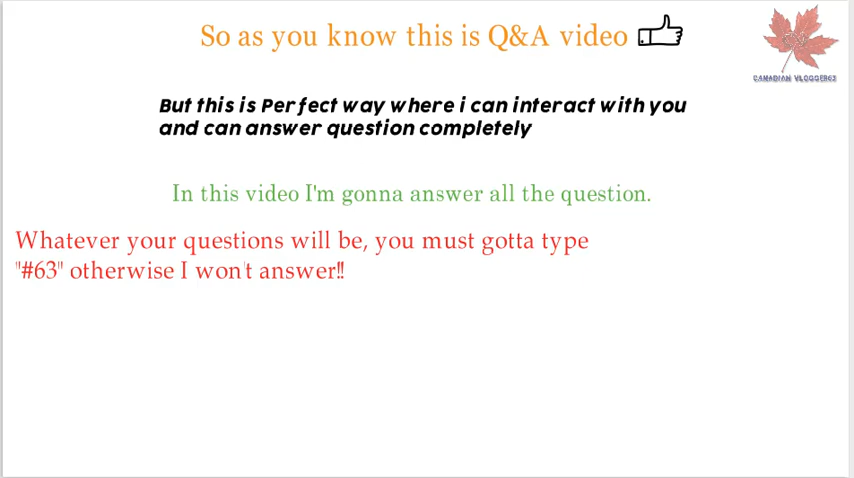 So as you know this is Q&A video
CANADIAN VLOGGER63
But this is Perfect way where i can interact with you
and can answer question completely
In this video I'm gonna answer all the question.
Whatever your questions will be, you must gotta type
"#63" otherwise I won't answer!!